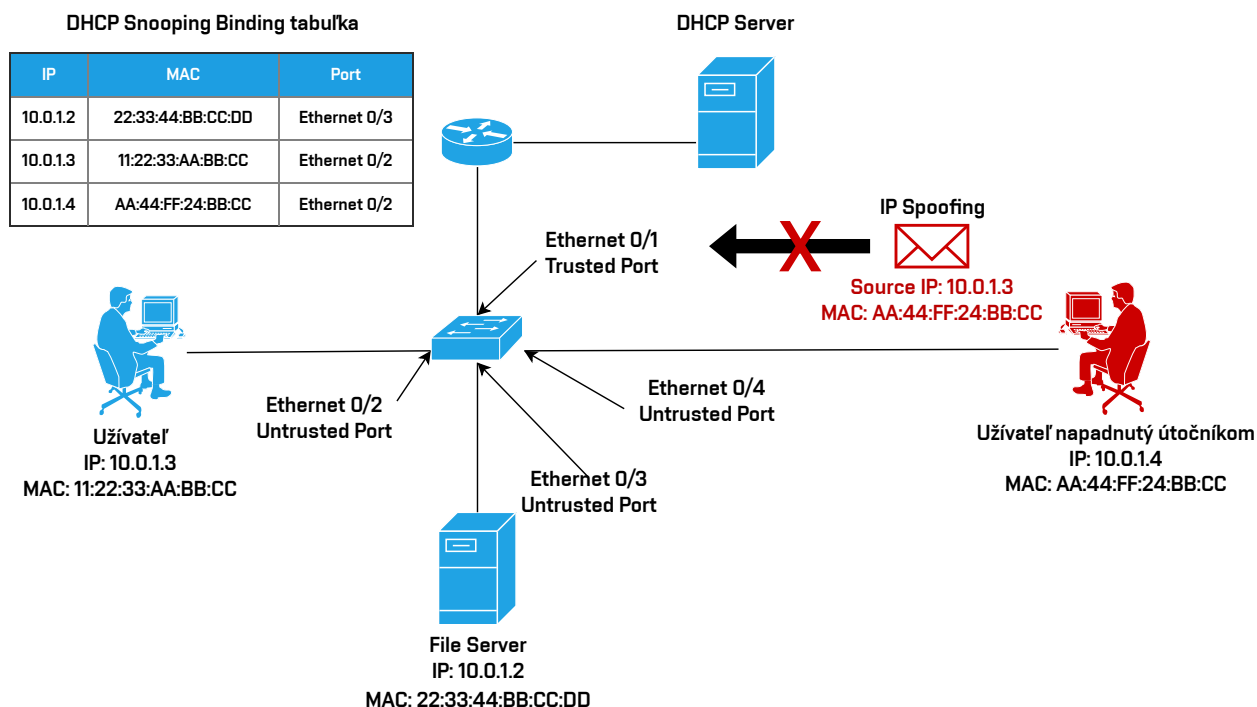 DHCP Snooping Binding tabuľka
DHCP Server
IP MAC Port
10.0.1.2 22:33:44:BB:CC:DD Ethernet 0/3
10.0.1.3 11:22:33:AA:BB:CC Ethernet 0/2
10.0.1.4 AA:44:FF:24:BB:CC Ethernet 0/2
IP Spoofing
Source IP: 10.0.1.3
MAC: AA:44:FF:24:BB:CC
Ethernet 0/1
Trusted Port
Ethernet 0/2
Untrusted Port
Ethernet 0/4
Untrusted Port
Ethernet 0/3
Untrusted Port
Užívateľ
IP: 10.0.1.3
MAC: 11:22:33:AA:BB:CC
Užívateľ napadnutý útočníkom
IP: 10.0.1.4
MAC: AA:44:FF:24:BB:CC
File Server
IP: 10.0.1.2
MAC: 22:33:44:BB:CC:DD